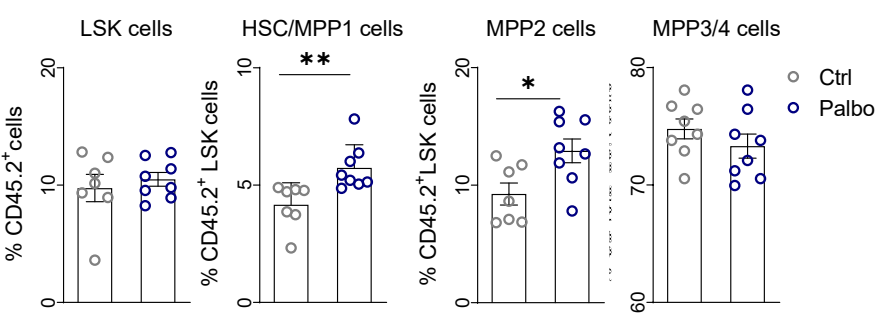 LSK cells
HSC/MPP1 cells
MPP2 cells
MPP3/4 cells
% CD45.2⁺cells
20
10
0
% CD45.2⁺ LSK cells
10
5
0
**
% CD45.2⁺LSK cells
20
10
0
*
80
70
60
Ctrl
Palbo